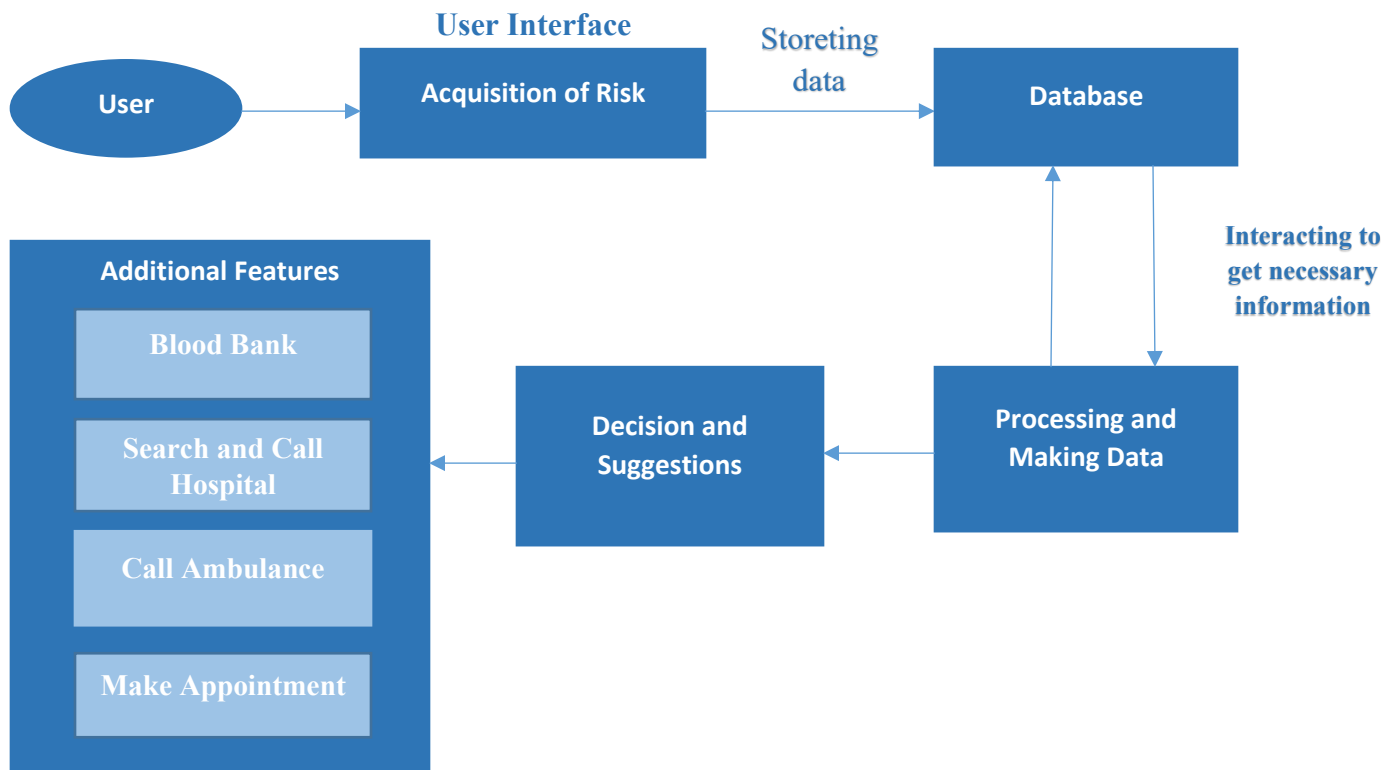 User Interface
Storeting
data
User
Acquisition of Risk
Database
Interacting to
get necessary
information
Additional Features
Blood Bank
Search and Call
Hospital
Call Ambulance
Make Appointment
Decision and
Suggestions
Processing and
Making Data